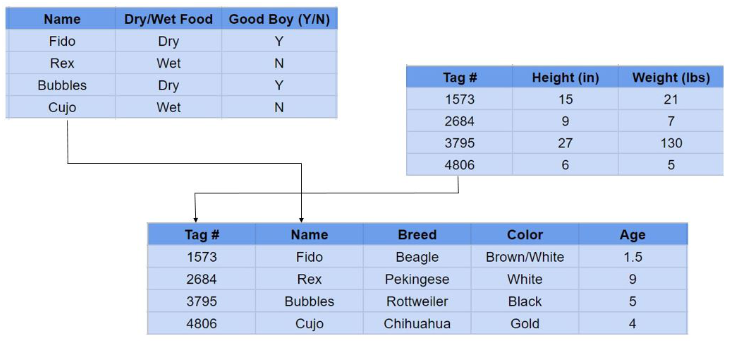 Name Dry/Wet Food Good Boy (Y/N)
Fido Dry Y
Rex Wet N
Bubbles Dry Y
Cujo Wet N
Tag # Height (in) Weight (lbs)
1573 15 21
2684 9 7
3795 27 130
4806 6 5
Tag # Name Breed Color Age
1573 Fido Beagle Brown/White 1.5
2684 Rex Pekingese White 9
3795 Bubbles Rottweiler Black 5
4806 Cujo Chihuahua Gold 4